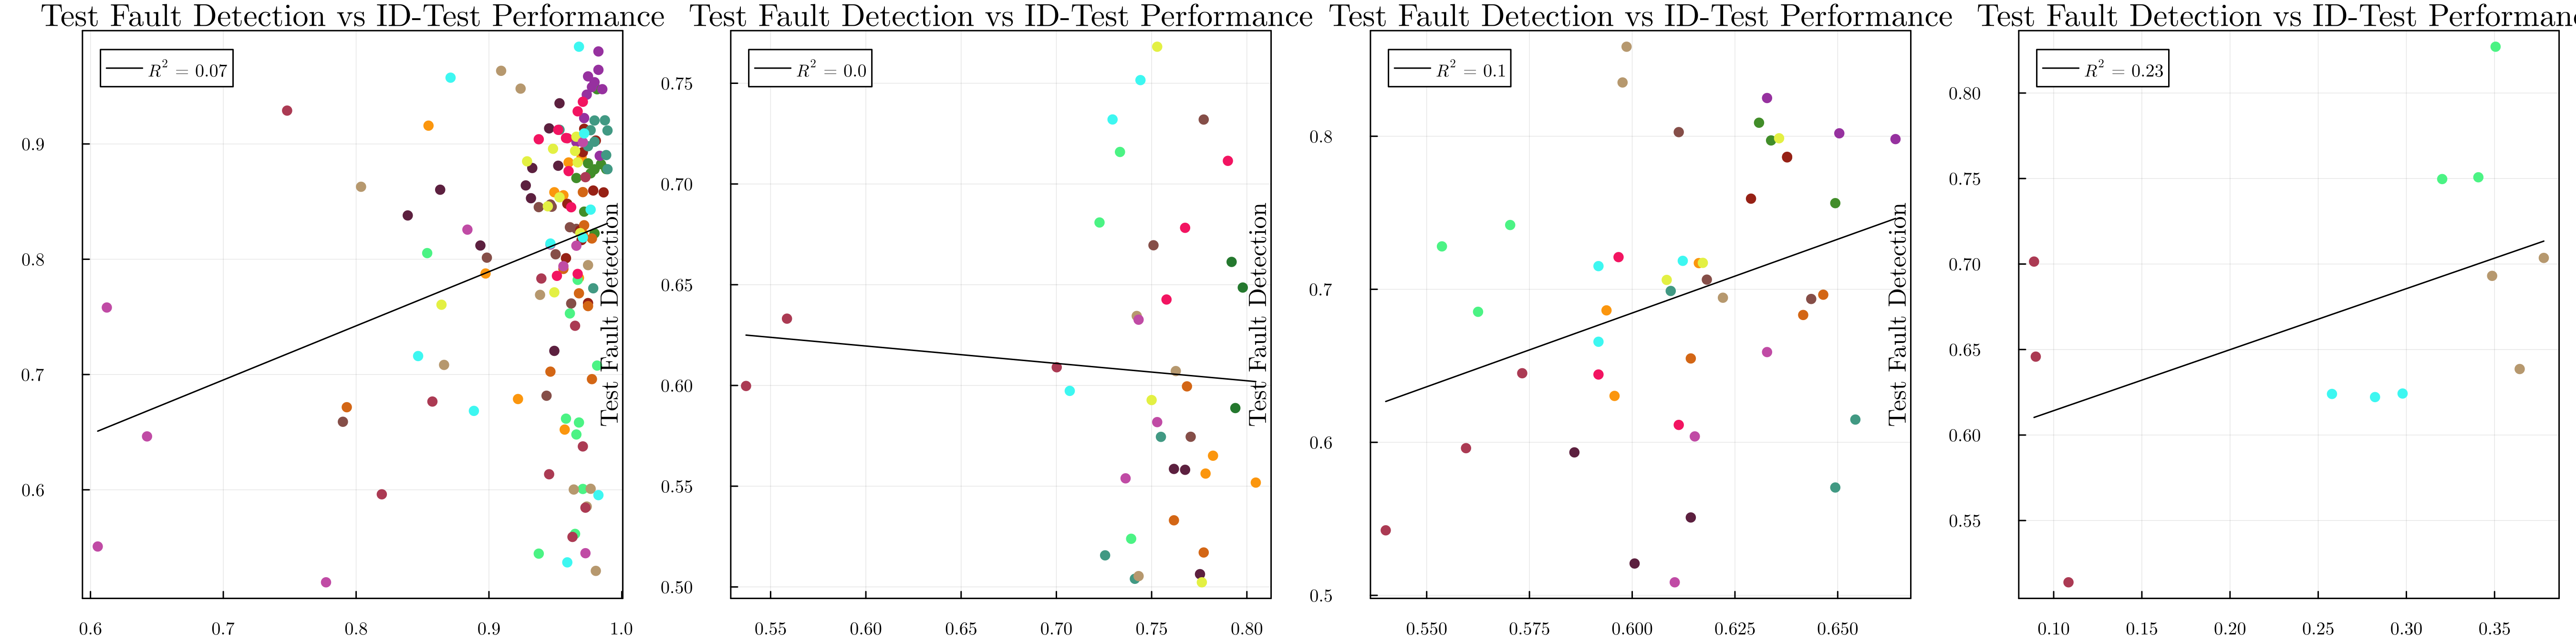 Test Fault Detection vs ID-Test Performance
R² = 0.07
0.9
0.8
0.7
0.6
0.6 0.7 0.8 0.9 1.0
Test Fault Detection
Test Fault Detection vs ID-Test Performance
R² = 0.0
0.75
0.70
0.65
0.60
0.55
0.50
0.55 0.60 0.65 0.70 0.75 0.80
Test Fault Detection
Test Fault Detection vs ID-Test Performance
R² = 0.1
0.8
0.7
0.6
0.5
0.550 0.575 0.600 0.625 0.650
Test Fault Detection
Test Fault Detection vs ID-Test Performan
R² = 0.23
0.80
0.75
0.70
0.65
0.60
0.55
0.10 0.15 0.20 0.25 0.30 0.35